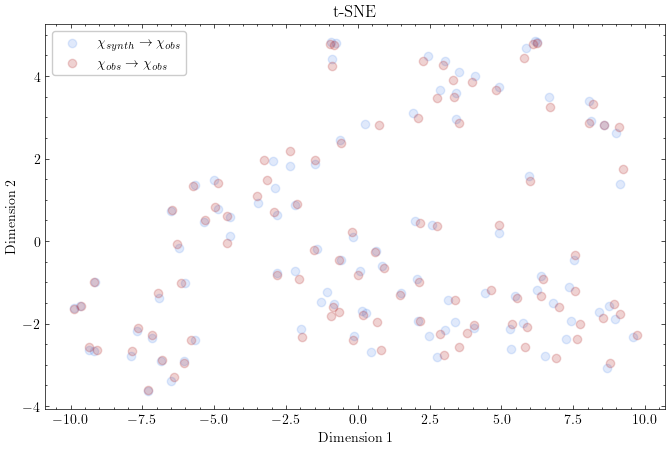 t-SNE
χ_synth → χ_obs
χ_obs → χ_obs
4
2
0
−2
−4
Dimension 2
−10.0 −7.5 −5.0 −2.5 0.0 2.5 5.0 7.5 10.0
Dimension 1